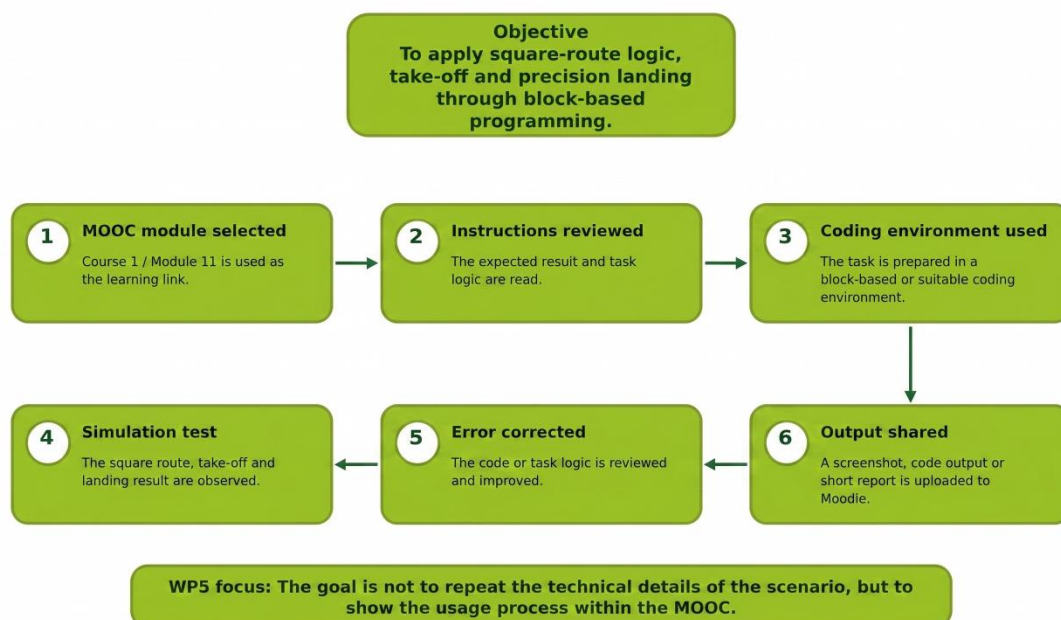 Objective
To apply square-route logic,
take-off and precision landing
through block-based
programming.
1
MOOC module selected
Course 1 / Module 11 is used as
the learning link.
2
Instructions reviewed
The expected result and task
logic are read.
3
Coding environment used
The task is prepared in a
block-based or suitable coding
environment.
4
Simulation test
The square route, take-off and
landing result are observed.
5
Error corrected
The code or task logic is reviewed
and improved.
6
Output shared
A screenshot, code output or
short report is uploaded to
Moodle.
WP5 focus: The goal is not to repeat the technical details of the scenario, but to
show the usage process within the MOOC.